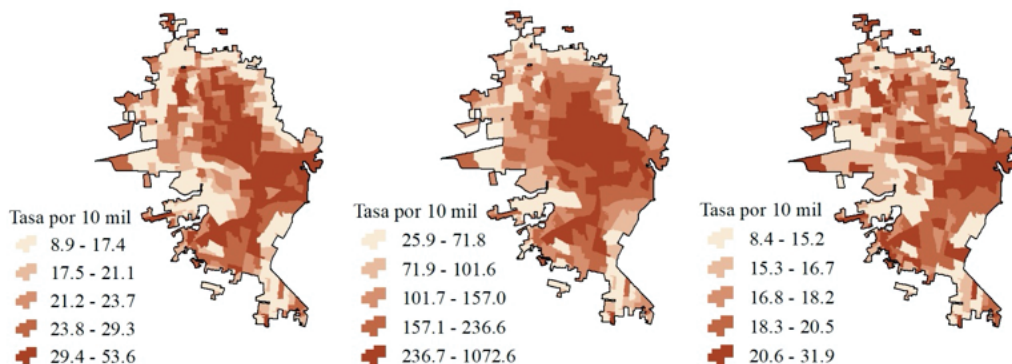 Tasa por 10 mil
8.9 - 17.4
17.5 - 21.1
21.2 - 23.7
23.8 - 29.3
29.4 - 53.6
Tasa por 10 mil
25.9 - 71.8
71.9 - 101.6
101.7 - 157.0
157.1 - 236.6
236.7 - 1072.6
Tasa por 10 mil
8.4 - 15.2
15.3 - 16.7
16.8 - 18.2
18.3 - 20.5
20.6 - 31.9